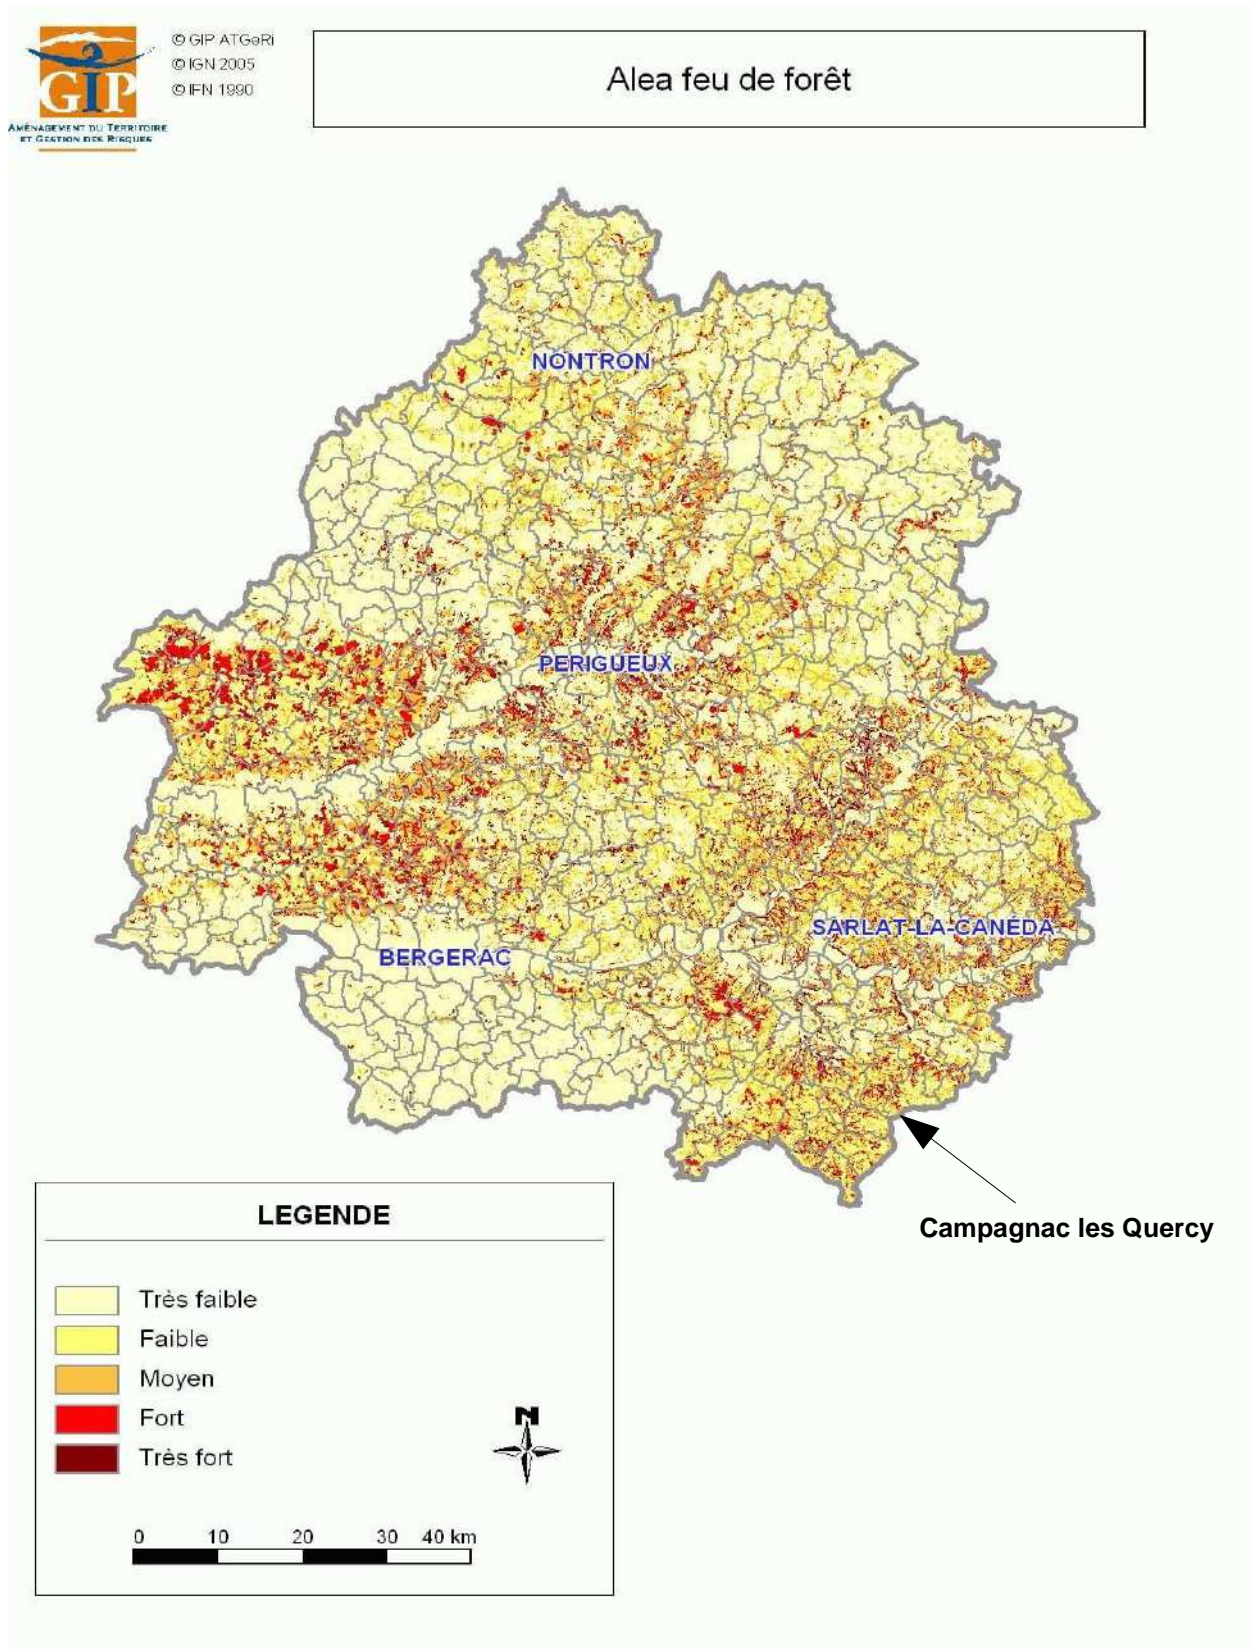 GIP
AMÉNAGEMENT DU TERRITOIRE
ET GESTION DES RISQUES
© GIP ATGeRi
© IGN 2005
© IFN 1990
Alea feu de forêt
NONTRON
PERIGUEUX
SARLAT-LA-CANÉDA
BERGERAC
Campagnac les Quercy
LEGENDE
Très faible
Faible
Moyen
Fort
Très fort
N
0 10 20 30 40 km